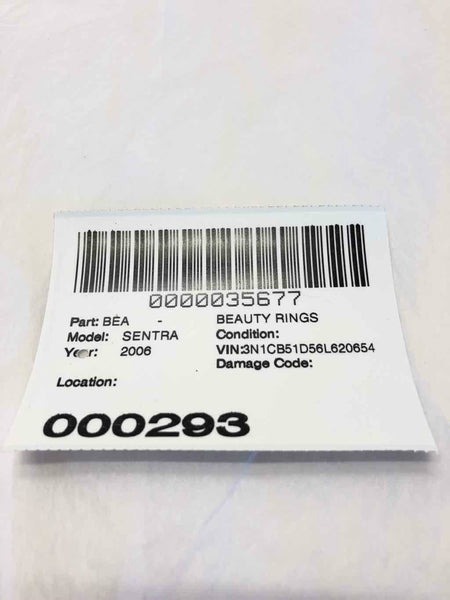 0000035677
Part: BEA - BEAUTY RINGS
Model: SENTRA Condition:
Year: 2006 VIN:3N1CB51D56L620654
Damage Code:
Location:
000293